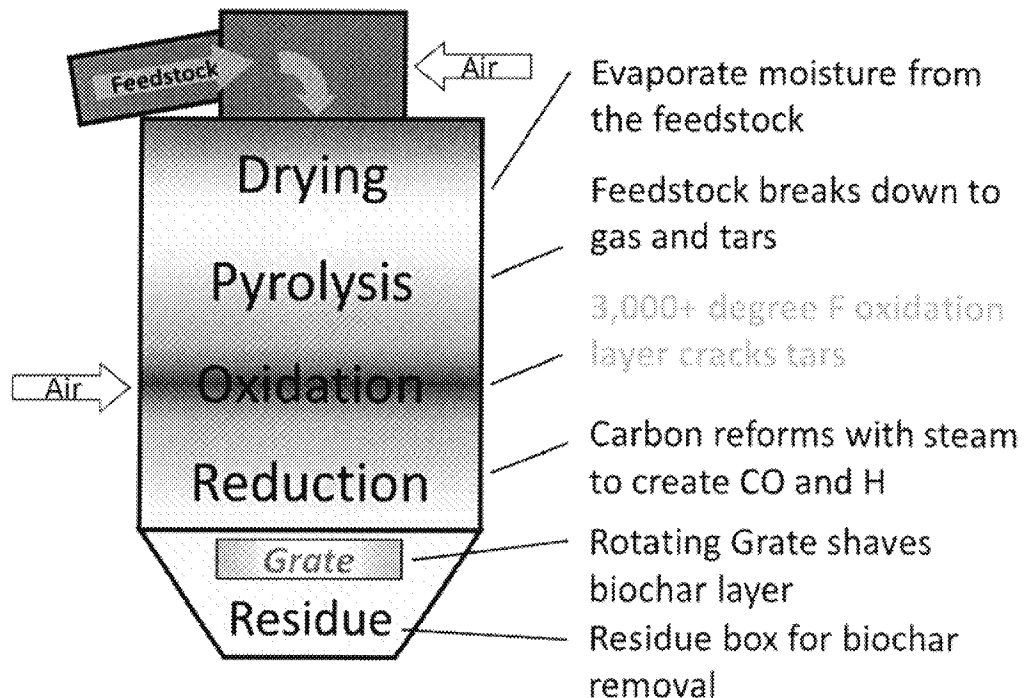 Feedstock
Air
Evaporate moisture from
the feedstock
Drying
Feedstock breaks down to
gas and tars
Pyrolysis
3,000+ degree F oxidation
layer cracks tars
Air
Oxidation
Carbon reforms with steam
to create CO and H
Reduction
Rotating Grate shaves
biochar layer
Grate
Residue
Residue box for biochar
removal